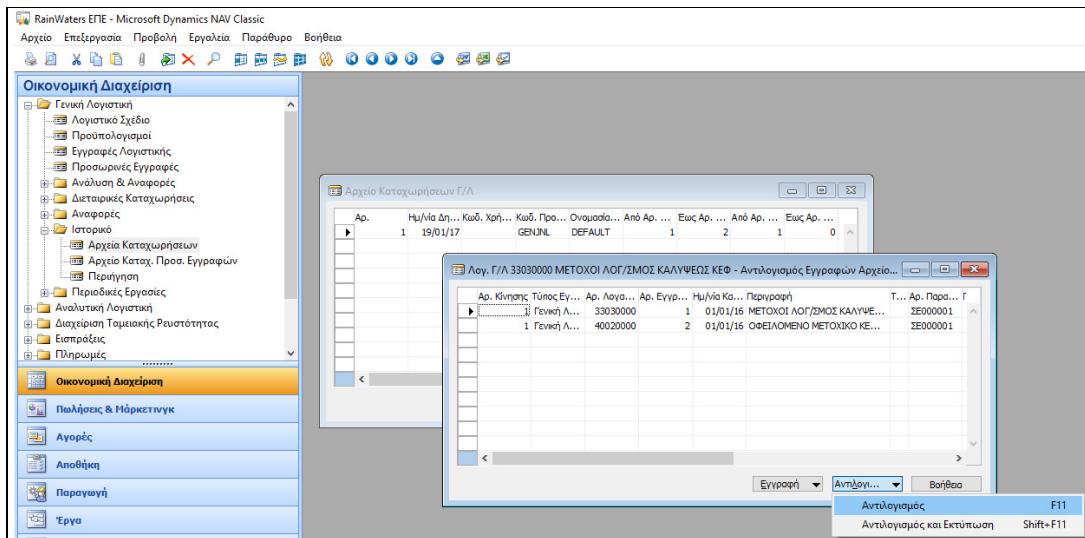 RainWaters ΕΠΕ - Microsoft Dynamics NAV Classic
Αρχείο Επεξεργασία Προβολή Εργαλεία Παράθυρο Βοήθεια
Οικονομική Διαχείριση
Γενική Λογιστική
Λογιστικό Σχέδιο
Προϋπολογισμοί
Εγγραφές Λογιστικής
Προσωρινές Εγγραφές
Ανάλυση & Αναφορές
Διεταιρικές Καταχωρήσεις
Αναφορές
Ιστορικό
Αρχεία Καταχωρήσεων
Αρχείο Καταχ. Προσ. Εγγραφών
Περιήγηση
Περιοδικές Εργασίες
Αναλυτική Λογιστική
Διαχείριση Ταμειακής Ρευστότητας
Εισπράξεις
Πληρωμές
Οικονομική Διαχείριση
Πωλήσεις & Μάρκετινγκ
Αγορές
Αποθήκη
Παραγωγή
Έργα
Αρχείο Καταχωρήσεων Γ/Λ
Αρ. Ημ/νία Δη... Κωδ. Χρή... Κωδ. Προ... Ονομασία... Από Αρ. ... Έως Αρ. ... Από Αρ. ... Έως Αρ. ...
1 19/01/17 GENJNL DEFAULT 1 2 1 0
Λογ. Γ/Λ 33030000 ΜΕΤΟΧΟΙ ΛΟΓ/ΣΜΟΣ ΚΑΛΥΨΕΩΣ ΚΕΦ - Αντιλογισμός Εγγραφών Αρχείο...
Αρ. Κίνησης Τύπος Εγ... Αρ. Λογα... Αρ. Εγγρ... Ημ/νία Κα... Περιγραφή Τ... Αρ. Παρα... Γ
1 Γενική Λ... 33030000 1 01/01/16 ΜΕΤΟΧΟΙ ΛΟΓ/ΣΜΟΣ ΚΑΛΥΨΕ... ΣΕ000001
1 Γενική Λ... 40020000 2 01/01/16 ΟΦΕΙΛΟΜΕΝΟ ΜΕΤΟΧΙΚΟ ΚΕ... ΣΕ000001
Εγγραφή Αντιλογι... Βοήθεια
Αντιλογισμός F11
Αντιλογισμός και Εκτύπωση Shift+F11